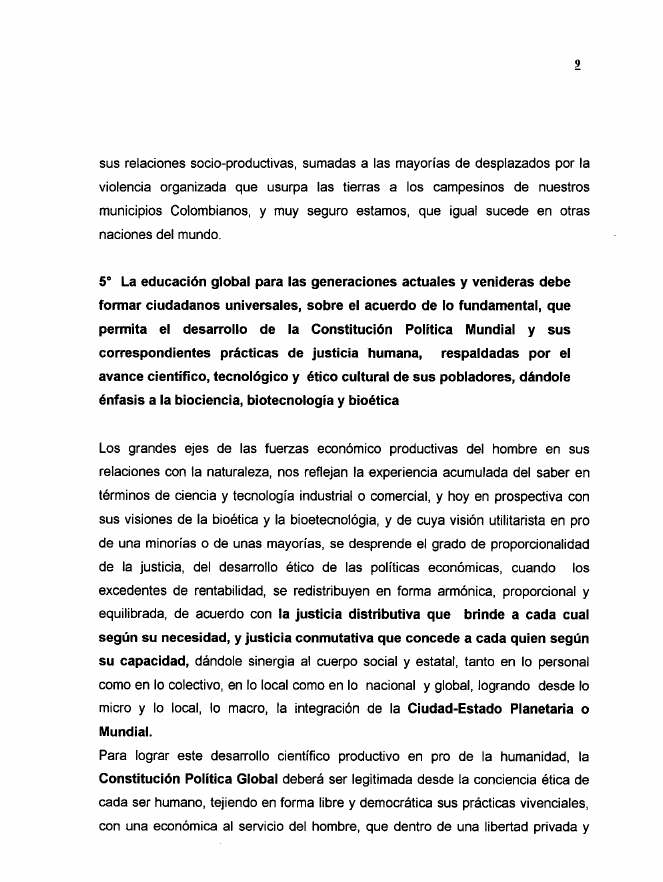 9
sus relaciones socio-productivas, sumadas a las mayorías de desplazados por la
violencia organizada que usurpa las tierras a los campesinos de nuestros
municipios Colombianos, y muy seguro estamos, que igual sucede en otras
naciones del mundo.
5° La educación global para las generaciones actuales y venideras debe
formar ciudadanos universales, sobre el acuerdo de lo fundamental, que
permita el desarrollo de la Constitución Política Mundial y sus
correspondientes prácticas de justicia humana, respaldadas por el
avance científico, tecnológico y ético cultural de sus pobladores, dándole
énfasis a la biociencia, biotecnología y bioética
Los grandes ejes de las fuerzas económico productivas del hombre en sus
relaciones con la naturaleza, nos reflejan la experiencia acumulada del saber en
términos de ciencia y tecnología industrial o comercial, y hoy en prospectiva con
sus visiones de la bioética y la bioetecnológia, y de cuya visión utilitarista en pro
de una minorías o de unas mayorías, se desprende el grado de proporcionalidad
de la justicia, del desarrollo ético de las políticas económicas, cuando los
excedentes de rentabilidad, se redistribuyen en forma armónica, proporcional y
equilibrada, de acuerdo con la justicia distributiva que brinde a cada cual
según su necesidad, y justicia conmutativa que concede a cada quien según
su capacidad, dándole sinergia al cuerpo social y estatal, tanto en lo personal
como en lo colectivo, en lo local como en lo nacional y global, logrando desde lo
micro y lo local, lo macro, la integración de la Ciudad-Estado Planetaria o
Mundial.
Para lograr este desarrollo científico productivo en pro de la humanidad, la
Constitución Política Global deberá ser legitimada desde la conciencia ética de
cada ser humano, tejiendo en forma libre y democrática sus prácticas vivenciales,
con una económica al servicio del hombre, que dentro de una libertad privada y